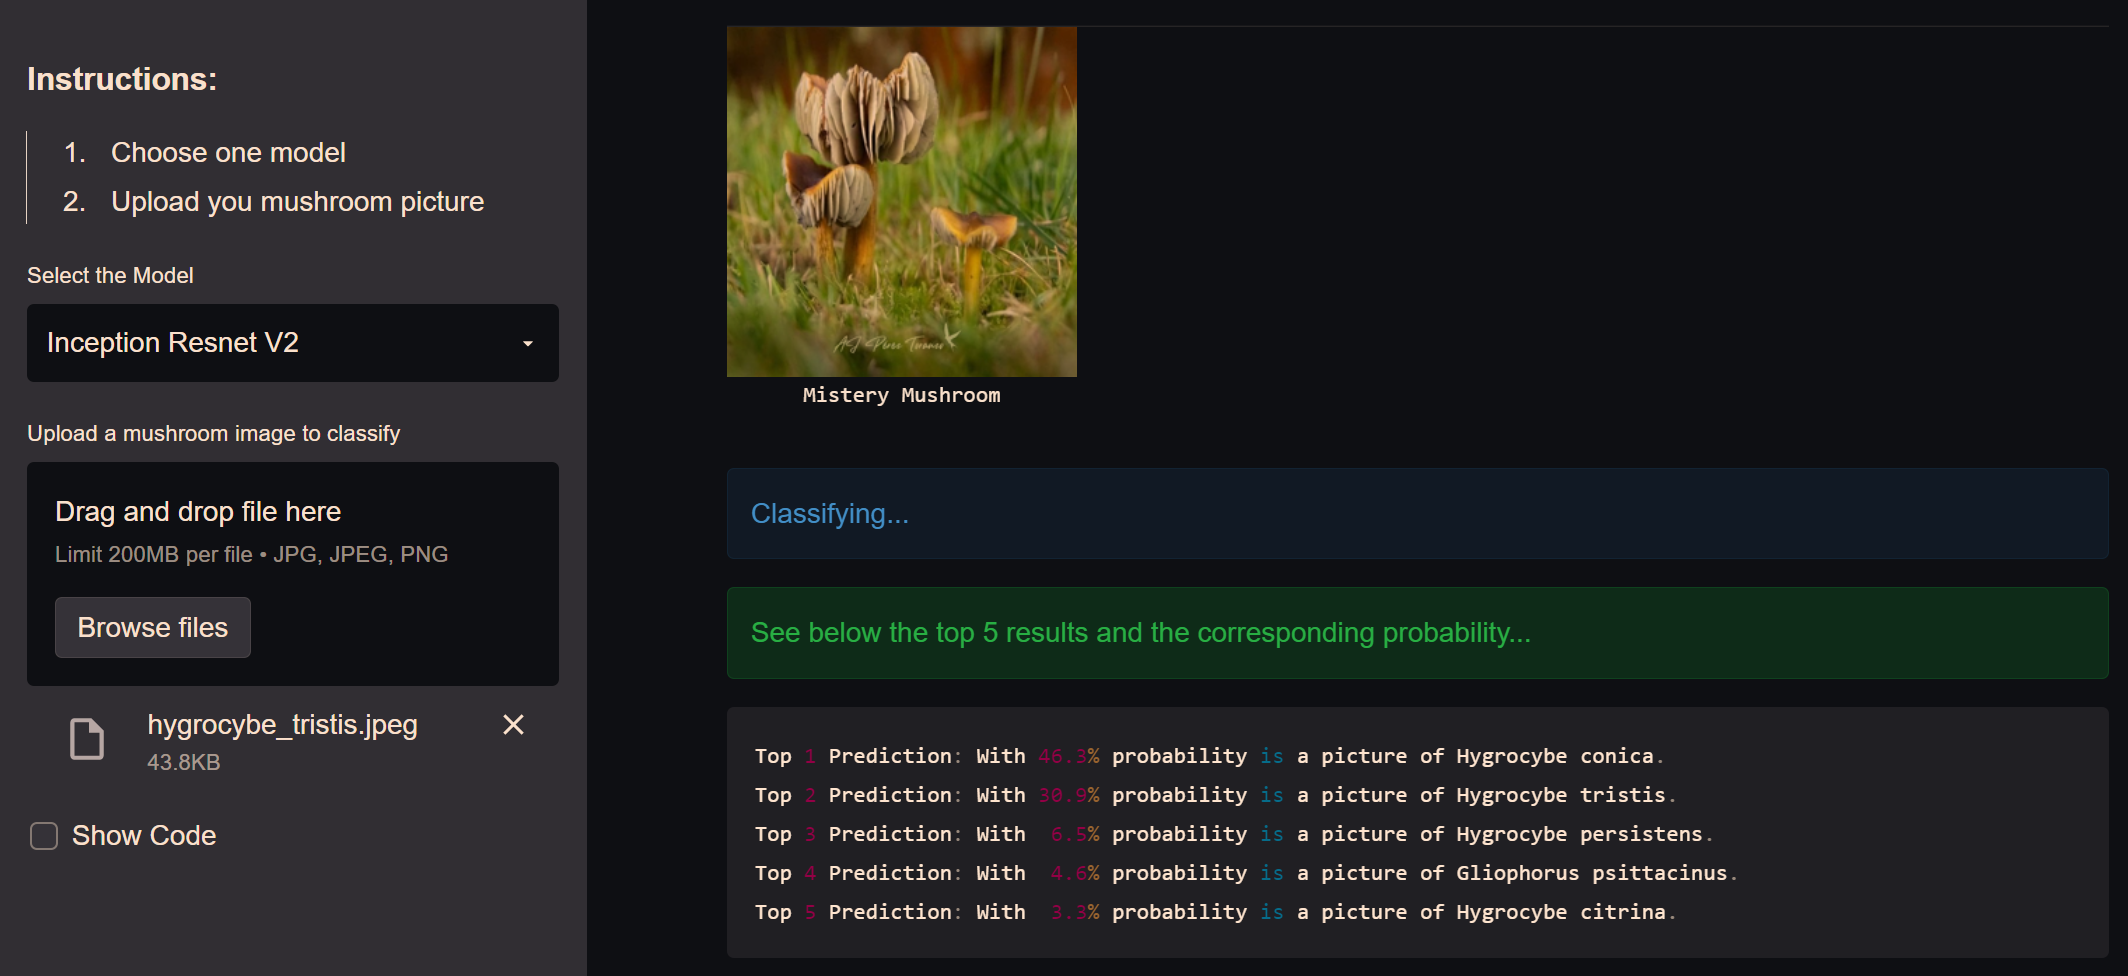 Instructions:
1. Choose one model
2. Upload you mushroom picture
Select the Model
Inception Resnet V2
Upload a mushroom image to classify
Drag and drop file here
Limit 200MB per file • JPG, JPEG, PNG
Browse files
hygrocybe_tristis.jpeg
43.8KB
Show Code
Mistery Mushroom
Classifying...
See below the top 5 results and the corresponding probability...
Top 1 Prediction: With 46.3% probability is a picture of Hygrocybe conica.
Top 2 Prediction: With 30.9% probability is a picture of Hygrocybe tristis.
Top 3 Prediction: With  6.5% probability is a picture of Hygrocybe persistens.
Top 4 Prediction: With  4.6% probability is a picture of Gliophorus psittacinus.
Top 5 Prediction: With  3.3% probability is a picture of Hygrocybe citrina.